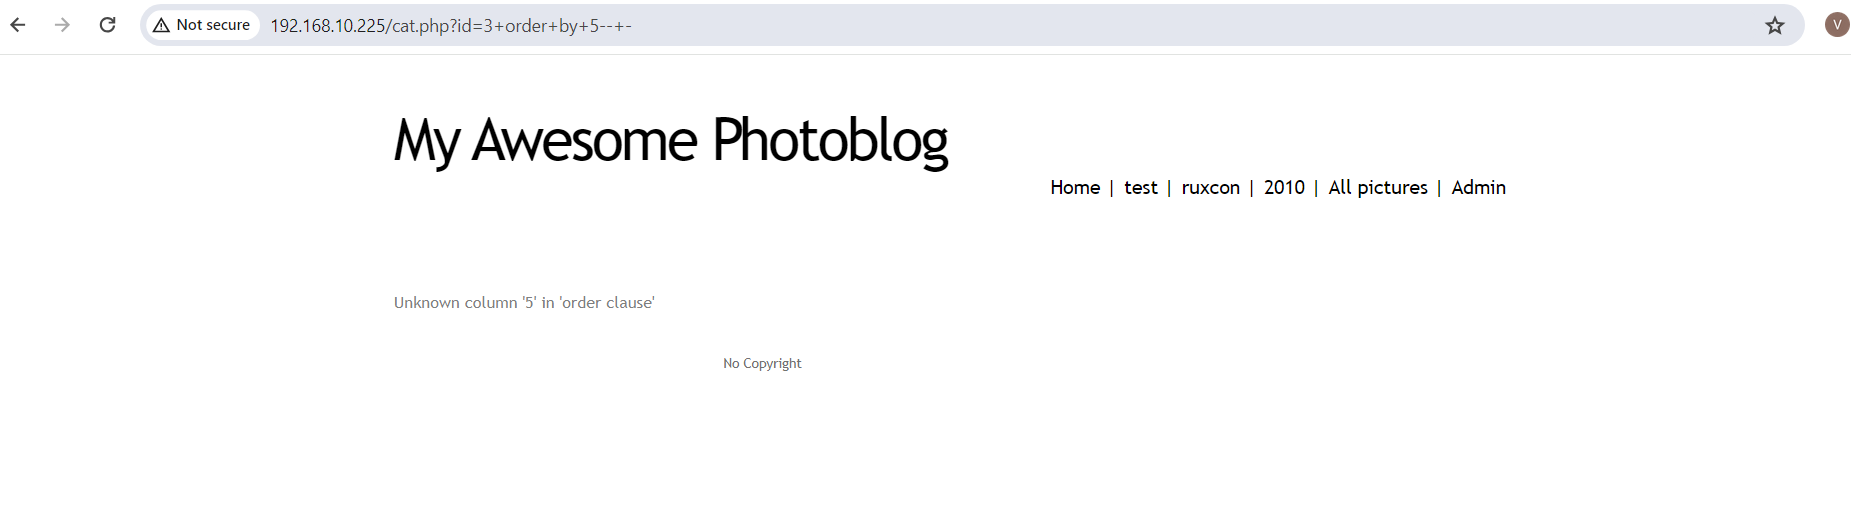 Not secure 192.168.10.225/cat.php?id=3+order+by+5--+- V
My Awesome Photoblog
Home | test | ruxcon | 2010 | All pictures | Admin
Unknown column '5' in 'order clause'
No Copyright